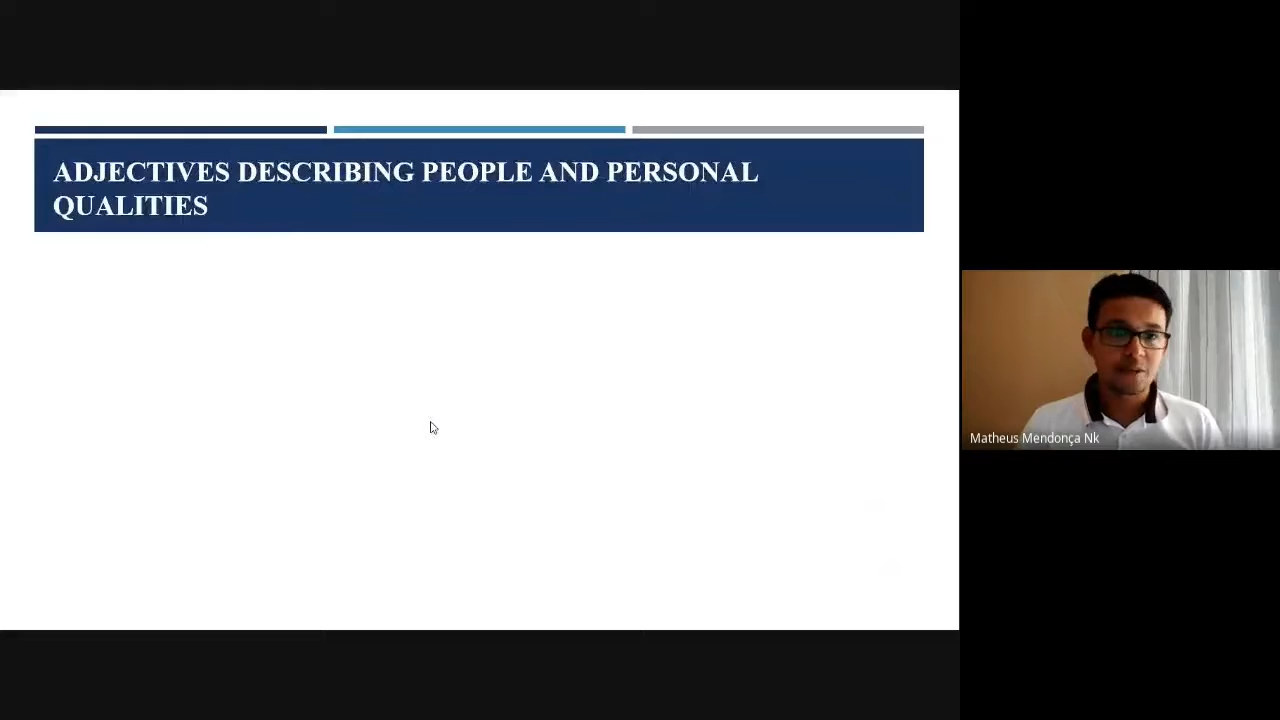 ADJECTIVES DESCRIBING PEOPLE AND PERSONAL
QUALITIES
Matheus Mendonça Nk